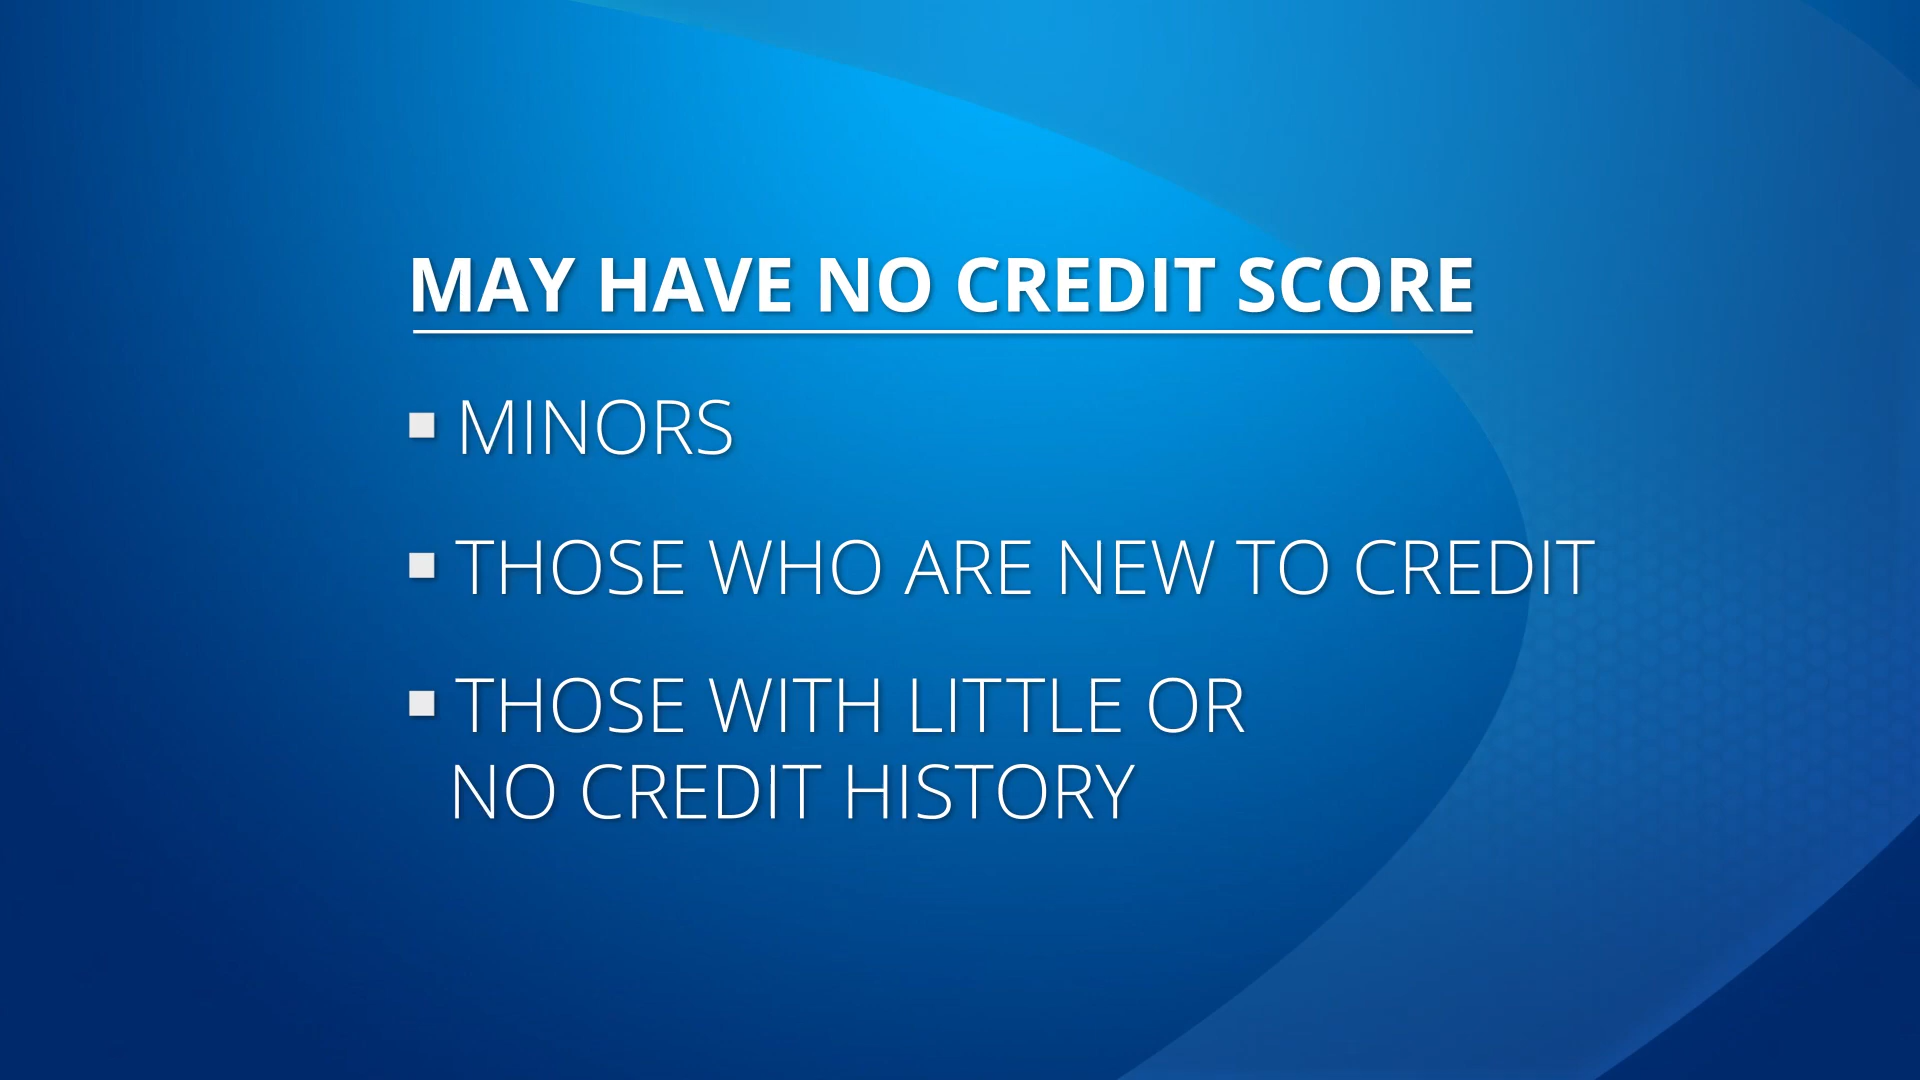 MAY HAVE NO CREDIT SCORE
MINORS
THOSE WHO ARE NEW TO CREDIT
THOSE WITH LITTLE OR
NO CREDIT HISTORY